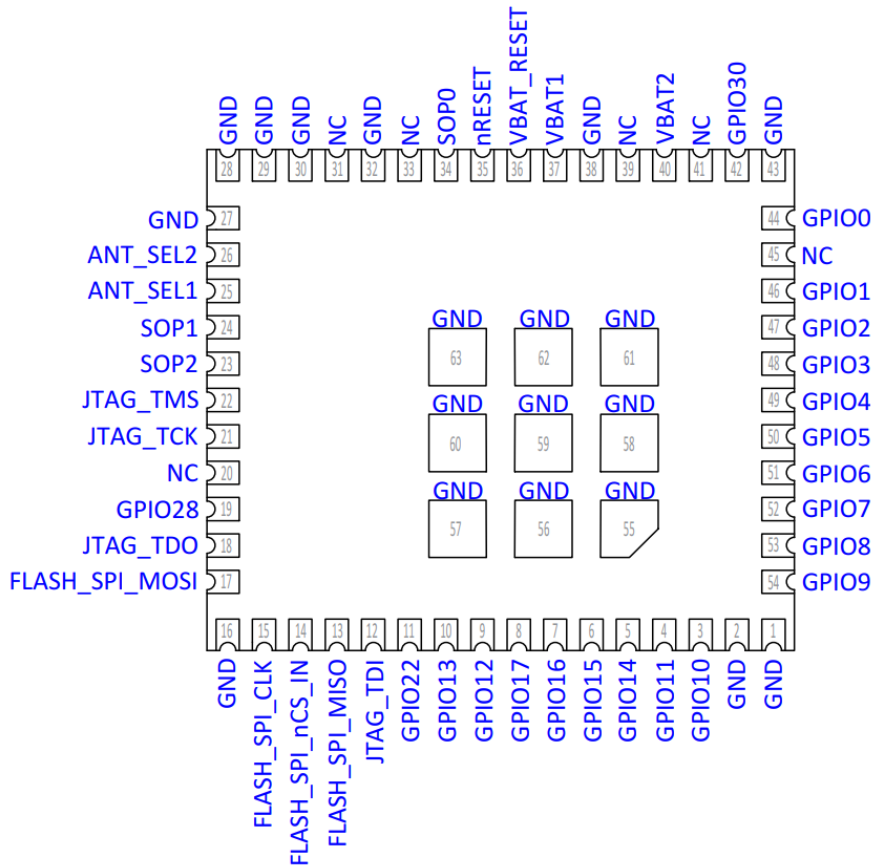 GND
GND
GND
NC
GND
NC
SOP0
nRESET
VBAT_RESET
VBAT1
GND
NC
VBAT2
NC
GPIO30
GND
28 29 30 31 32 33 34 35 36 37 38 39 40 41 42 43
GND 27
ANT_SEL2 26
ANT_SEL1 25
SOP1 24
SOP2 23
JTAG_TMS 22
JTAG_TCK 21
NC 20
GPIO28 19
JTAG_TDO 18
FLASH_SPI_MOSI 17
GND GND GND
63 62 61
GND GND GND
60 59 58
GND GND GND
57 56 55
44 GPIO0
45 NC
46 GPIO1
47 GPIO2
48 GPIO3
49 GPIO4
50 GPIO5
51 GPIO6
52 GPIO7
53 GPIO8
54 GPIO9
16 15 14 13 12 11 10 9 8 7 6 5 4 3 2 1
GND
FLASH_SPI_CLK
FLASH_SPI_nCS_IN
FLASH_SPI_MISO
JTAG_TDI
GPIO22
GPIO13
GPIO12
GPIO17
GPIO16
GPIO15
GPIO14
GPIO11
GPIO10
GND
GND